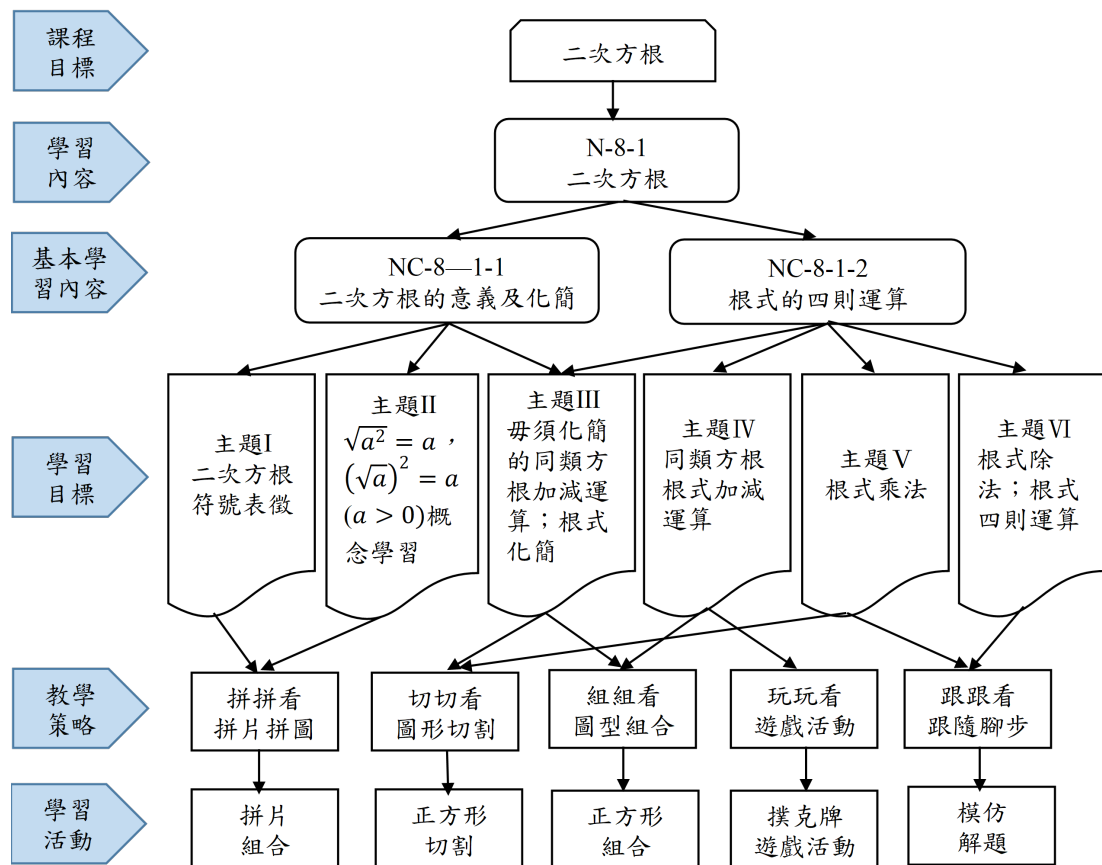 課程
目標
二次方根
學習
內容
N-8-1
二次方根
基本學
習內容
NC-8—1-1
二次方根的意義及化簡
NC-8-1-2
根式的四則運算
學習
目標
主題I
二次方根
符號表徵
主題II
√a² = a，
(√a)² = a
(a > 0)概
念學習
主題III
毋須化簡
的同類方
根加減運
算；根式
化簡
主題IV
同類方根
根式加減
運算
主題V
根式乘法
主題VI
根式除
法；根式
四則運算
教學
策略
拼拼看
拼片拼圖
切切看
圖形切割
組組看
圖型組合
玩玩看
遊戲活動
跟跟看
跟隨腳步
學習
活動
拼片
組合
正方形
切割
正方形
組合
撲克牌
遊戲活動
模仿
解題